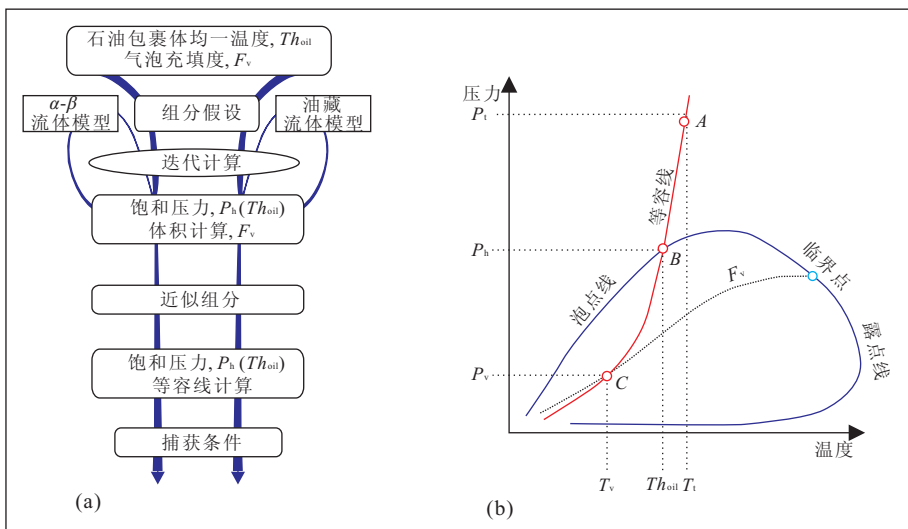 石油包裹体均一温度, Thoil
气泡充填度, Fv
α-β
流体模型
组分假设
油藏
流体模型
迭代计算
饱和压力, Ph(Thoil)
体积计算, Fv
近似组分
饱和压力, Ph(Thoil)
等容线计算
捕获条件
(a)
压力
Pt
A
等容线
Ph
B
泡点线
Fv
临界点
露点线
Pv
C
温度
Tv
Thoil
Tt
(b)